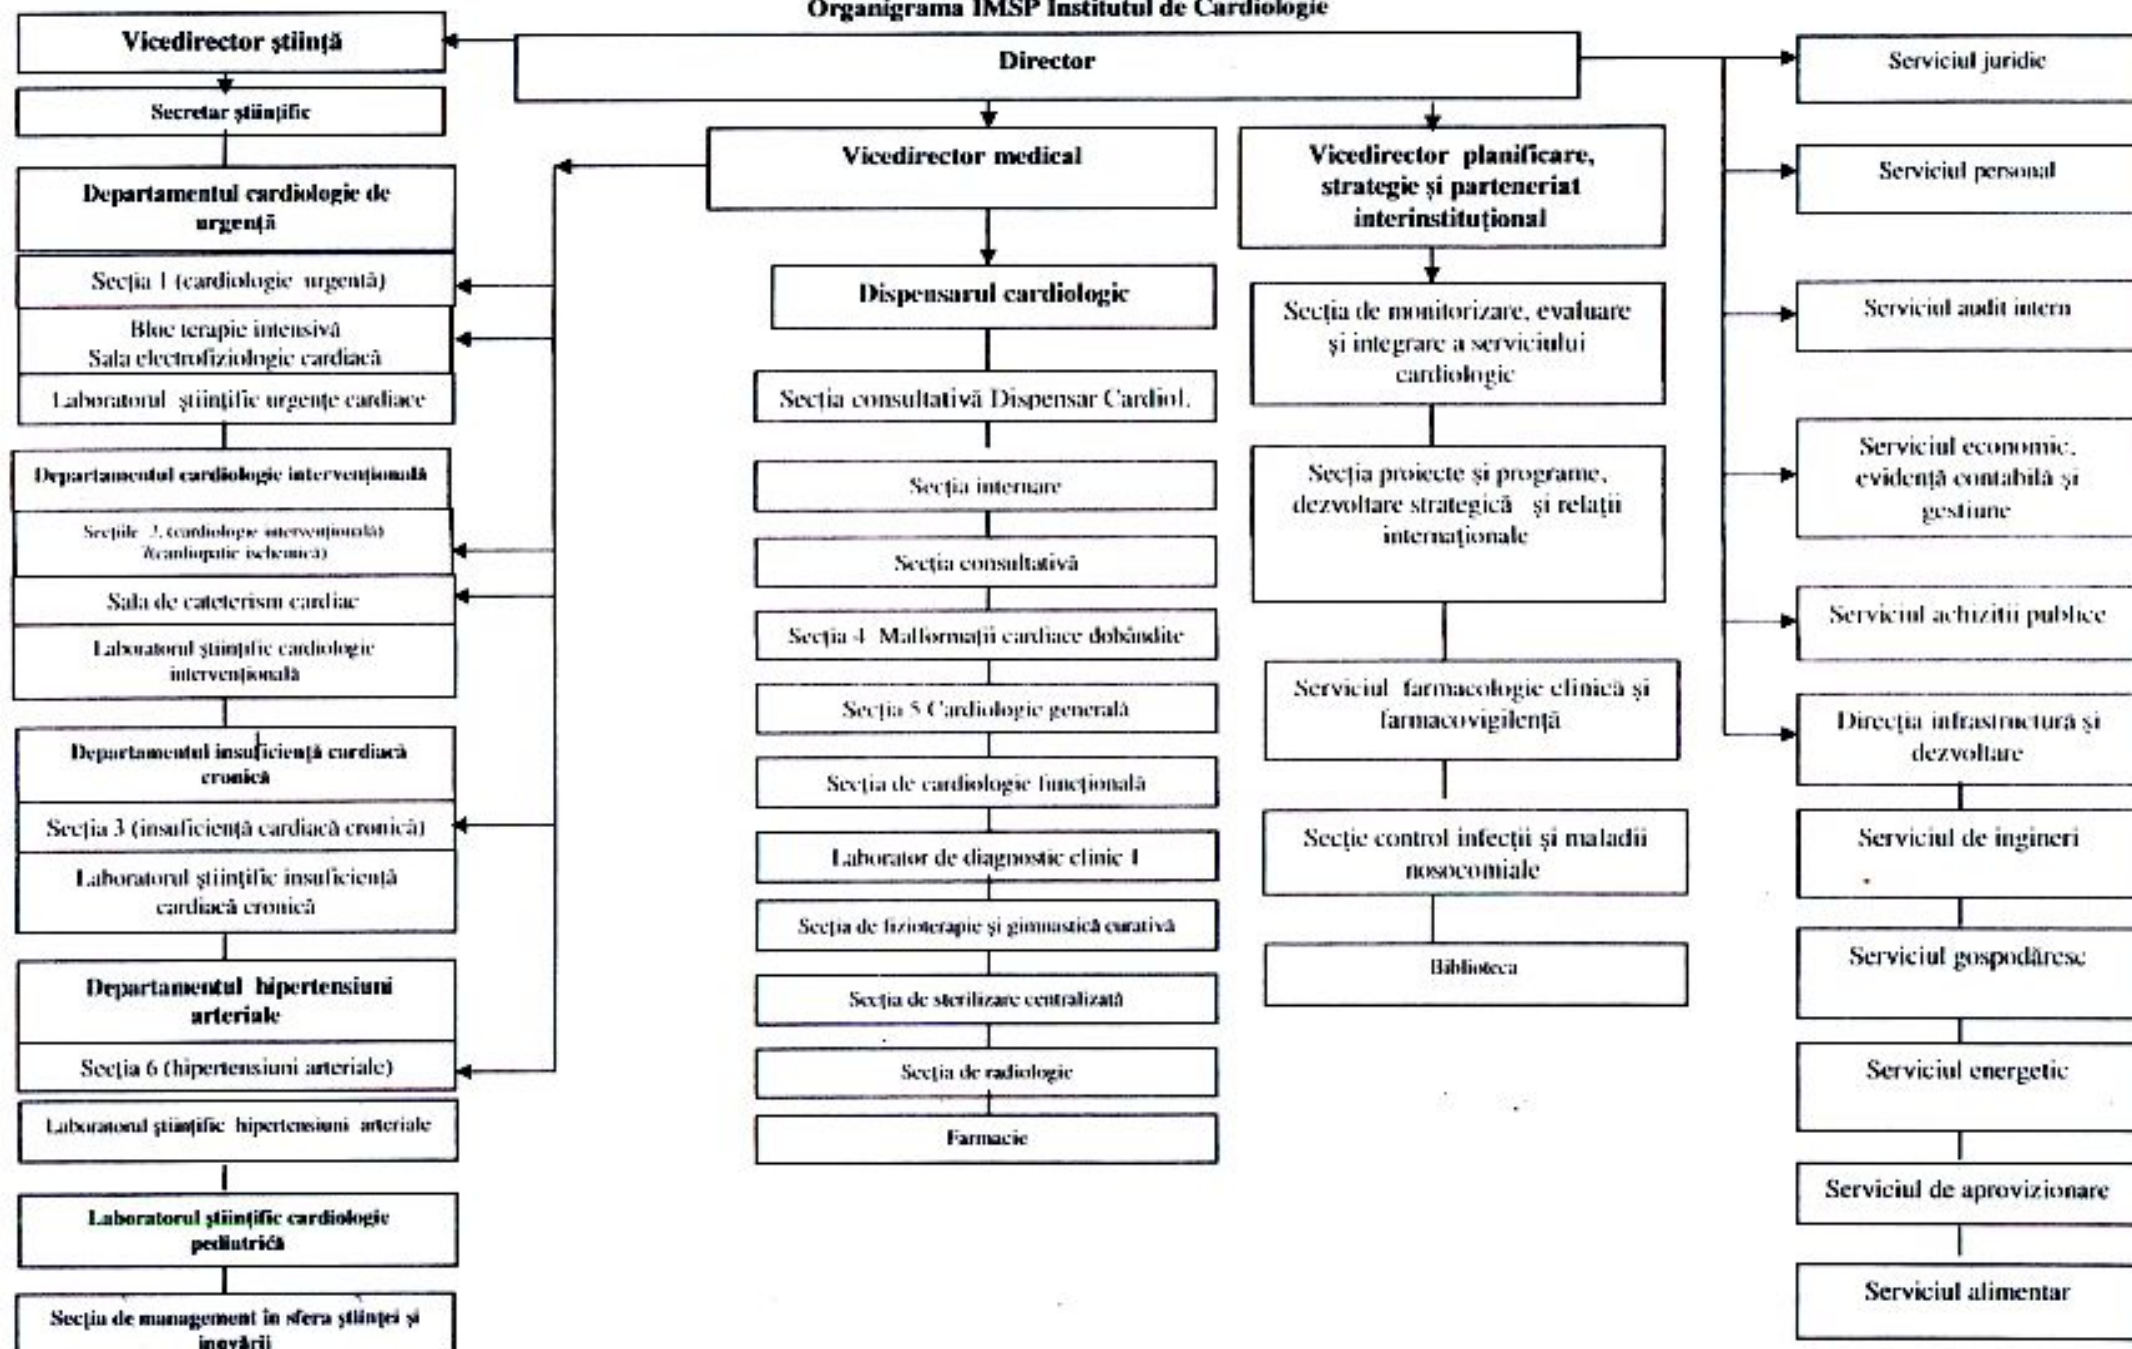 Organigrama IMSP Institutul de Cardiologie
Vicedirector știință
Secretar științific
Departamentul cardiologie de
urgență
Secția 1 (cardiologie urgentă)
Bloc terapie intensivă
Sala electrofiziologie cardiacă
Laboratorul științific urgențe cardiace
Departamentul cardiologie intervențională
Secțiile 2, (cardiologie intervențională)
(cardiopatie ischemică)
Sala de cateterism cardiac
Laboratorul științific cardiologie
intervențională
Departamentul insuficiență cardiacă
cronică
Secția 3 (insuficiență cardiacă cronică)
Laboratorul științific insuficiență
cardiacă cronică
Departamentul hipertensiuni
arteriale
Secția 6 (hipertensiuni arteriale)
Laboratorul științific hipertensiuni arteriale
Laboratorul științific cardiologie
pediatrică
Secția de management în sfera științei și
inovării
Director
Vicedirector medical
Dispensarul cardiologic
Secția consultativă Dispensar Cardiol.
Secția internare
Secția consultativă
Secția 4 Malformații cardiace dobândite
Secția 5 Cardiologie generală
Secția de cardiologie funcțională
Laborator de diagnostic clinic I
Secția de fizioterapie și gimnastică curativă
Secția de sterilizare centralizată
Secția de radiologie
Farmacie
Vicedirector planificare,
strategie și parteneriat
interinstituțional
Secția de monitorizare, evaluare
și integrare a serviciului
cardiologic
Secția proiecte și programe,
dezvoltare strategică și relații
internaționale
Serviciul farmacologie clinică și
farmacovigilență
Secție control infecții și maladii
nosocomiale
Biblioteca
Serviciul juridic
Serviciul personal
Serviciul audit intern
Serviciul economic,
evidență contabilă și
gestiune
Serviciul achizitii publice
Direcția infrastructură și
dezvoltare
Serviciul de ingineri
Serviciul gospodăresc
Serviciul energetic
Serviciul de aprovizionare
Serviciul alimentar